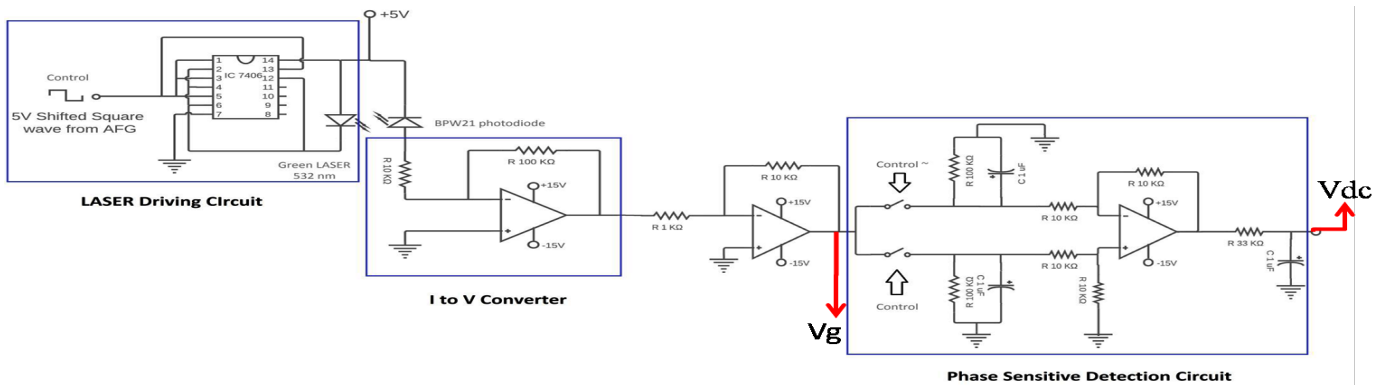 +5V
Control
5V Shifted Square
wave from AFG
IC 7406
1
2
3
4
5
6
7
14
13
12
11
10
9
8
Green LASER
532 nm
LASER Driving CIrcuit
BPW21 photodiode
R 10 KΩ
R 100 KΩ
+15V
-15V
I to V Converter
R 1 KΩ
R 10 KΩ
+15V
-15V
Vg
Control ~
Control
R 100 KΩ
C 1 uF
R 100 KΩ
C 1 uF
R 10 KΩ
R 10 KΩ
R 10 KΩ
R 10 KΩ
+15V
-15V
R 33 KΩ
C 1 uF
Vdc
Phase Sensitive Detection Circuit